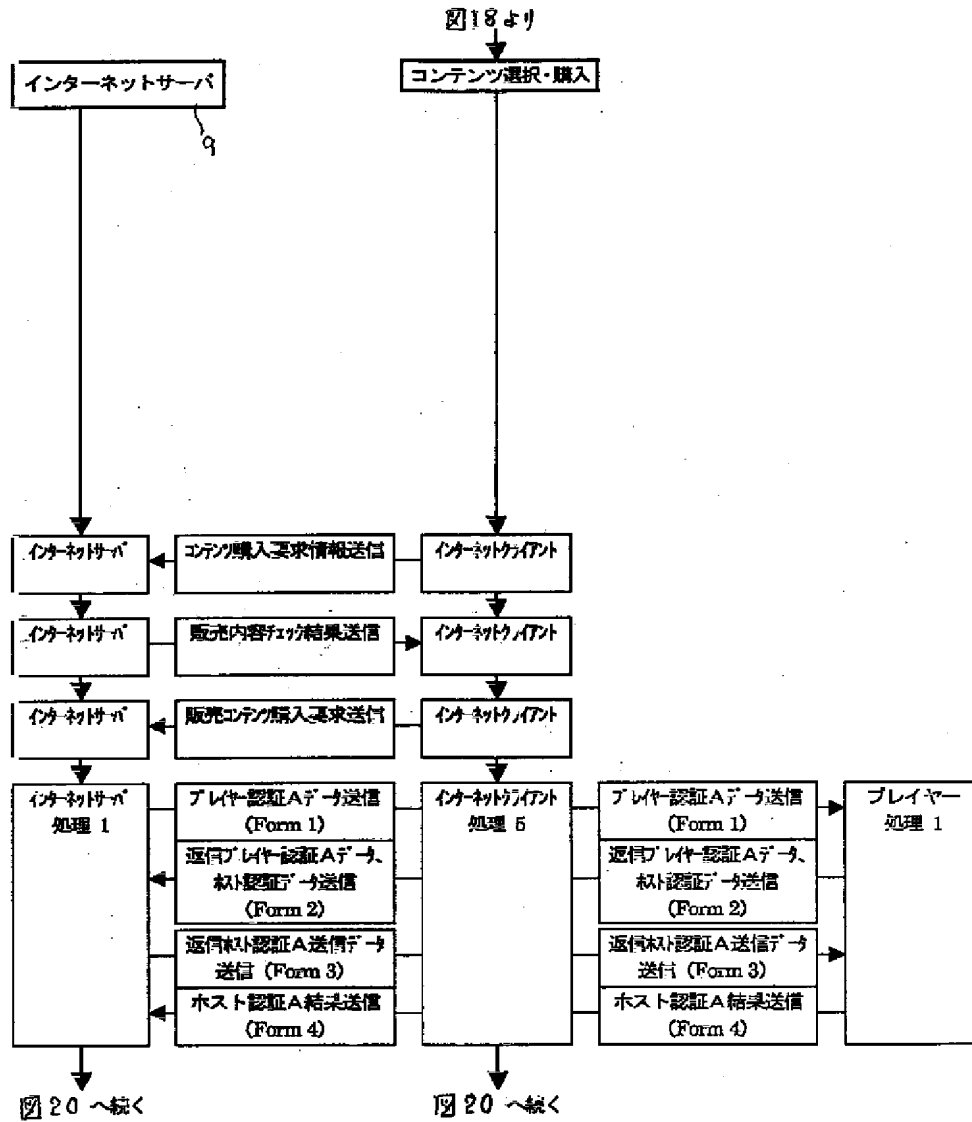 図18より
コンテンツ選択・購入
インターネットサーバ
9
インターネットサーバ
コンテンツ購入要求情報送信
インターネットクライアント
インターネットサーバ
販売内容チェック結果送信
インターネットクライアント
インターネットサーバ
販売コンテンツ購入要求送信
インターネットクライアント
インターネットサーバ
処理 1
プレイヤー認証Aデータ送信
(Form 1)
返信プレイヤー認証Aデータ、
ホスト認証データ送信
(Form 2)
返信ホスト認証A送信データ
送信 (Form 3)
ホスト認証A結果送信
(Form 4)
インターネットクライアント
処理 5
プレイヤー認証Aデータ送信
(Form 1)
返信プレイヤー認証Aデータ、
ホスト認証データ送信
(Form 2)
返信ホスト認証A送信データ
送信 (Form 3)
ホスト認証A結果送信
(Form 4)
プレイヤー
処理 1
図20 へ続く
図20 へ続く